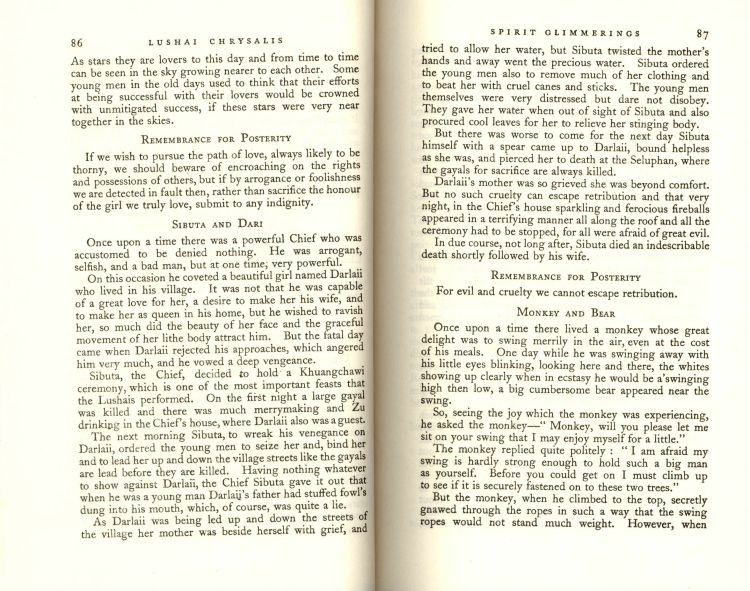 86 LUSHAI CHRYSALIS
As stars they are lovers to this day and from time to time
can be seen in the sky growing nearer to each other. Some
young men in the old days used to think that their efforts
at being successful with their lovers would be crowned
with unmitigated success, if these stars were very near
together in the skies.
REMEMBRANCE FOR POSTERITY
If we wish to pursue the path of love, always likely to be
thorny, we should beware of encroaching on the rights
and possessions of others, but if by arrogance or foolishness
we are detected in fault then, rather than sacrifice the honour
of the girl we truly love, submit to any indignity.
SIBUTA AND DARI
Once upon a time there was a powerful Chief who was
accustomed to be denied nothing. He was arrogant,
selfish, and a bad man, but at one time, very powerful.
On this occasion he coveted a beautiful girl named Darlaii
who lived in his village. It was not that he was capable
of a great love for her, a desire to make her his wife, and
to make her as queen in his home, but he wished to ravish
her, so much did the beauty of her face and the graceful
movement of her lithe body attract him. But the fatal day
came when Darlaii rejected his approaches, which angered
him very much, and he vowed a deep vengeance.
Sibuta, the Chief, decided to hold a Khuangchawi
ceremony, which is one of the most important feasts that
the Lushais performed. On the first night a large gayal
was killed and there was much merrymaking and Zu
drinking in the Chief's house, where Darlaii also was a guest.
The next morning Sibuta, to wreak his venegance on
Darlaii, ordered the young men to seize her and, bind her
and to lead her up and down the village streets like the gayals
are lead before they are killed. Having nothing whatever
to show against Darlaii, the Chief Sibuta gave it out that
when he was a young man Darlaii's father had stuffed fowl's
dung into his mouth, which, of course, was quite a lie.
As Darlaii was being led up and down the streets of
the village her mother was beside herself with grief, and
SPIRIT GLIMMERINGS 87
tried to allow her water, but Sibuta twisted the mother's
hands and away went the precious water. Sibuta ordered
the young men also to remove much of her clothing and
to beat her with cruel canes and sticks. The young men
themselves were very distressed but dare not disobey.
They gave her water when out of sight of Sibuta and also
procured cool leaves for her to relieve her stinging body.
But there was worse to come for the next day Sibuta
himself with a spear came up to Darlaii, bound helpless
as she was, and pierced her to death at the Seluphan, where
the gayals for sacrifice are always killed.
Darlaii's mother was so grieved she was beyond comfort.
But no such cruelty can escape retribution and that very
night, in the Chief's house sparkling and ferocious fireballs
appeared in a terrifying manner all along the roof and all the
ceremony had to be stopped, for all were afraid of great evil.
In due course, not long after, Sibuta died an indescribable
death shortly followed by his wife.
REMEMBRANCE FOR POSTERITY
For evil and cruelty we cannot escape retribution.
MONKEY AND BEAR
Once upon a time there lived a monkey whose great
delight was to swing merrily in the air, even at the cost
of his meals. One day while he was swinging away with
his little eyes blinking, looking here and there, the whites
showing up clearly when in ecstasy he would be a'swinging
high then low, a big cumbersome bear appeared near the
swing.
So, seeing the joy which the monkey was experiencing,
he asked the monkey—“ Monkey, will you please let me
sit on your swing that I may enjoy myself for a little.”
The monkey replied quite politely : “ I am afraid my
swing is hardly strong enough to hold such a big man
as yourself. Before you could get on I must climb up
to see if it is securely fastened on to these two trees.”
But the monkey, when he climbed to the top, secretly
gnawed through the ropes in such a way that the swing
ropes would not stand much weight. However, when